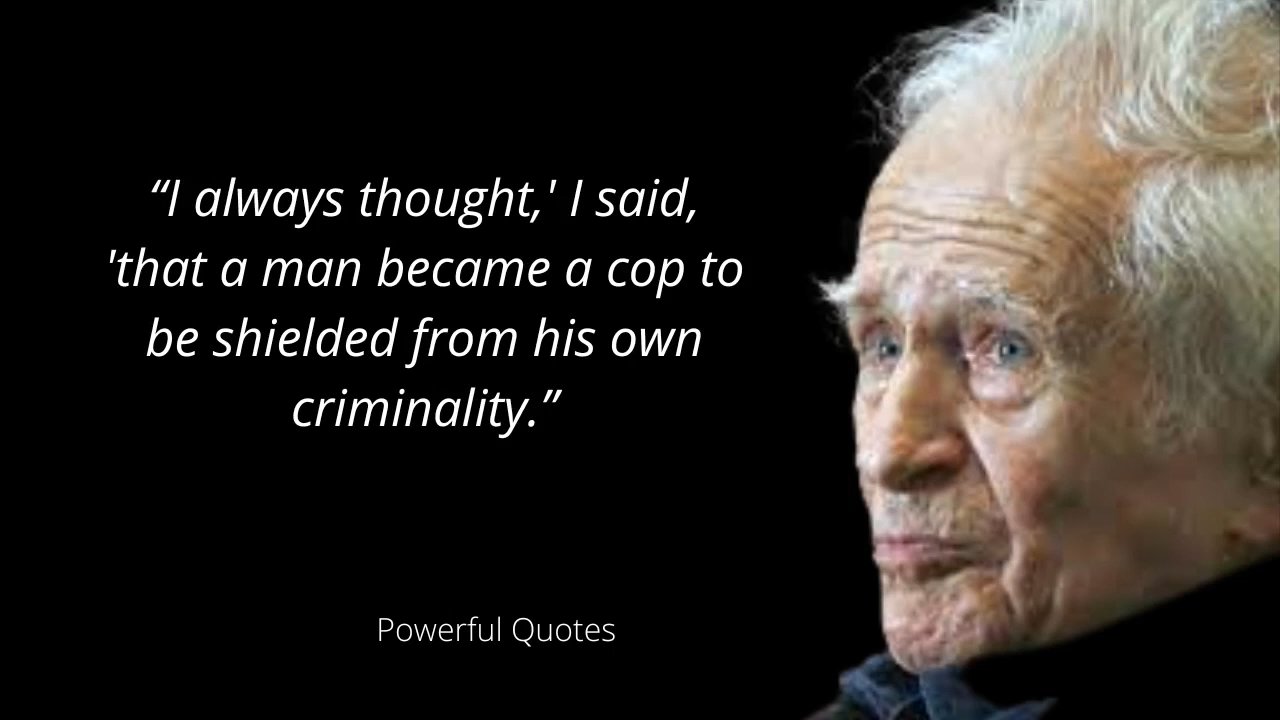 “I always thought,' I said,
'that a man became a cop to
be shielded from his own
criminality.”
Powerful Quotes